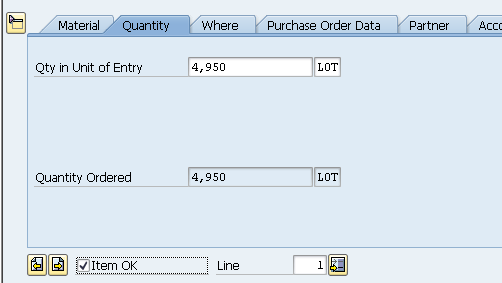 Material Quantity Where Purchase Order Data Partner Acco
Qty in Unit of Entry 4,950 LOT
Quantity Ordered 4,950 LOT
Item OK Line 1